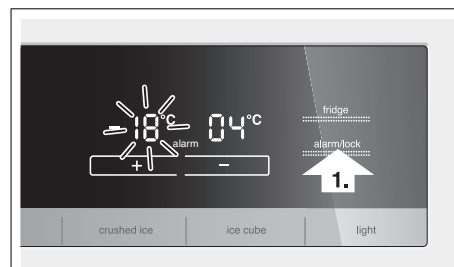 -18°C
alarm
04°C
+
-
fridge
alarm/lock
1.
crushed ice
ice cube
light